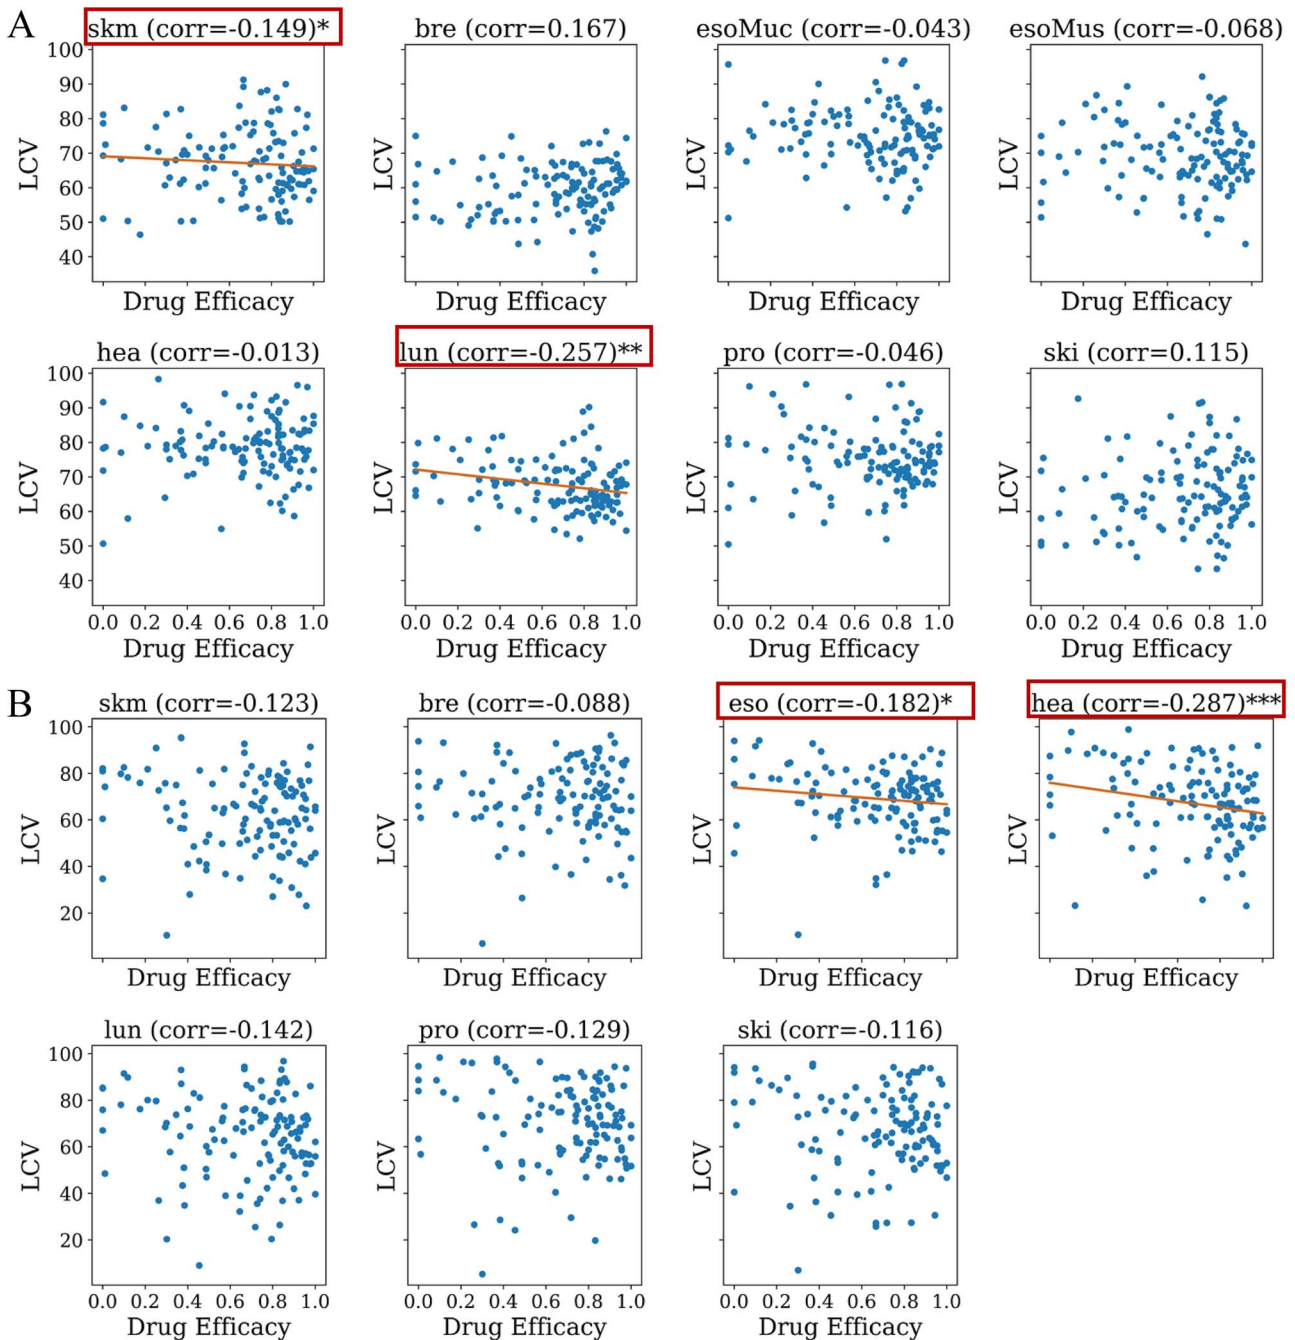 A
skm (corr=-0.149)*
bre (corr=0.167)
esoMuc (corr=-0.043)
esoMus (corr=-0.068)
100
90
80
70
60
50
40
LCV
LCV
LCV
LCV
Drug Efficacy
Drug Efficacy
Drug Efficacy
Drug Efficacy
hea (corr=-0.013)
lun (corr=-0.257)**
pro (corr=-0.046)
ski (corr=0.115)
100
90
80
70
60
50
40
LCV
LCV
LCV
LCV
0.0 0.2 0.4 0.6 0.8 1.0
0.0 0.2 0.4 0.6 0.8 1.0
0.0 0.2 0.4 0.6 0.8 1.0
0.0 0.2 0.4 0.6 0.8 1.0
Drug Efficacy
Drug Efficacy
Drug Efficacy
Drug Efficacy
B
skm (corr=-0.123)
bre (corr=-0.088)
eso (corr=-0.182)*
hea (corr=-0.287)***
100
80
60
40
20
LCV
LCV
LCV
LCV
Drug Efficacy
Drug Efficacy
Drug Efficacy
Drug Efficacy
lun (corr=-0.142)
pro (corr=-0.129)
ski (corr=-0.116)
100
80
60
40
20
LCV
LCV
LCV
0.0 0.2 0.4 0.6 0.8 1.0
0.0 0.2 0.4 0.6 0.8 1.0
0.0 0.2 0.4 0.6 0.8 1.0
Drug Efficacy
Drug Efficacy
Drug Efficacy